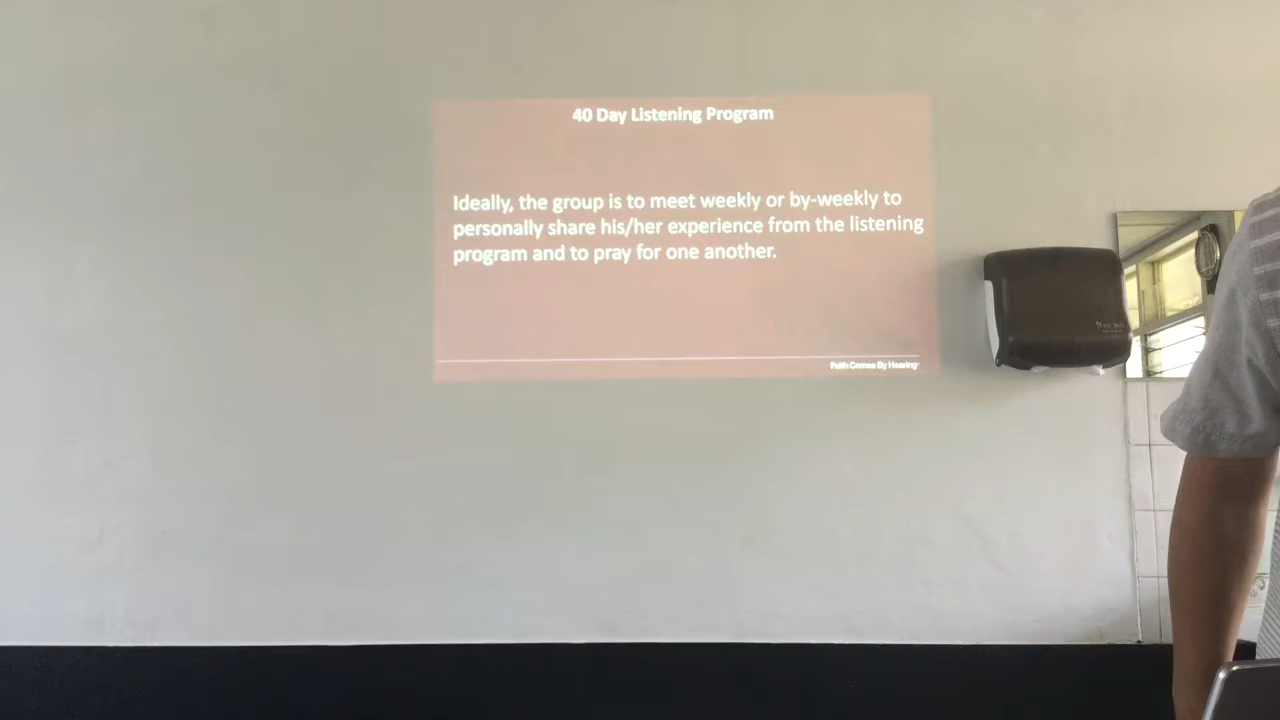 40 Day Listening Program
Ideally, the group is to meet weekly or by-weekly to
personally share his/her experience from the listening
program and to pray for one another.
Faith Comes By Hearing